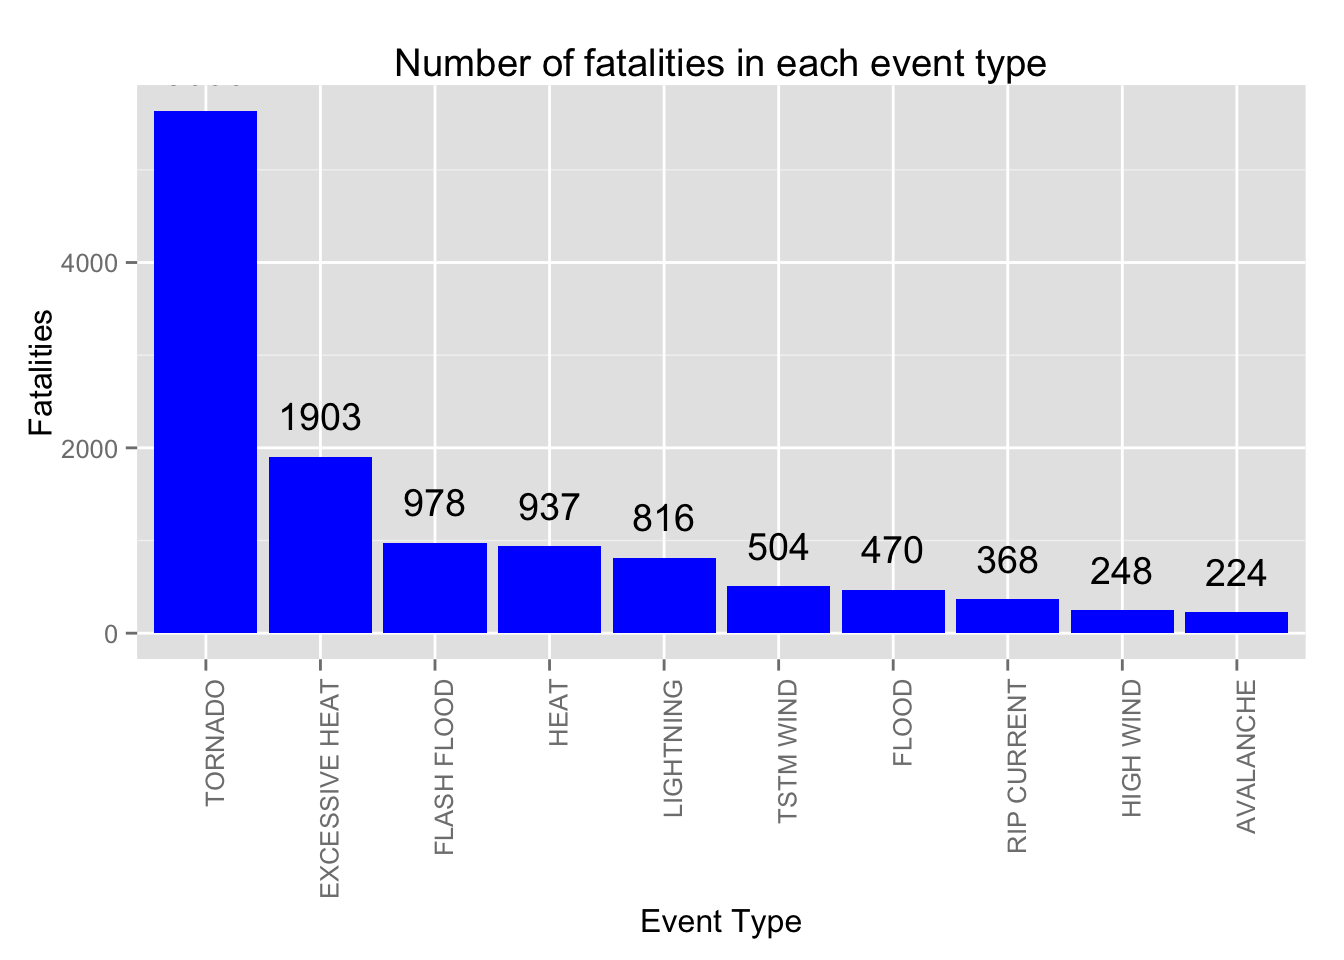 Number of fatalities in each event type
Fatalities
4000
2000
0
1903
978
937
816
504
470
368
248
224
TORNADO
EXCESSIVE HEAT
FLASH FLOOD
HEAT
LIGHTNING
TSTM WIND
FLOOD
RIP CURRENT
HIGH WIND
AVALANCHE
Event Type